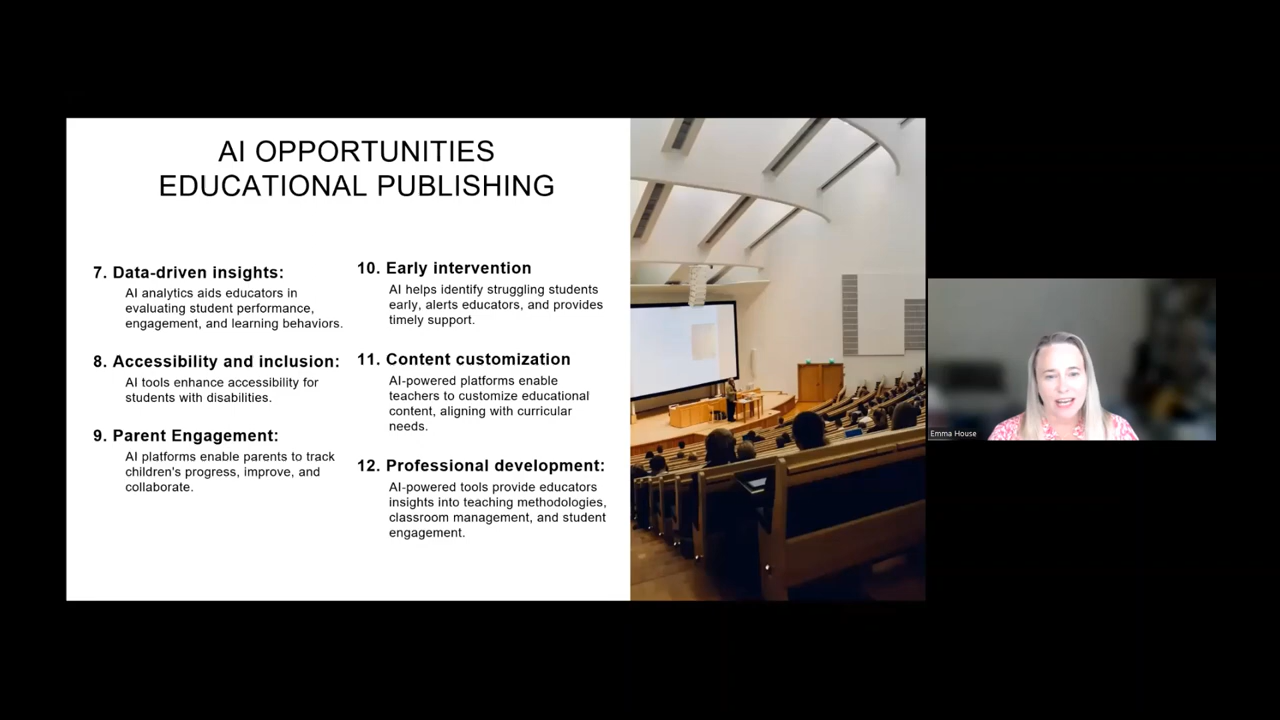 AI OPPORTUNITIES
EDUCATIONAL PUBLISHING
7. Data-driven insights:
AI analytics aids educators in
evaluating student performance,
engagement, and learning behaviors.
8. Accessibility and inclusion:
AI tools enhance accessibility for
students with disabilities.
9. Parent Engagement:
AI platforms enable parents to track
children's progress, improve, and
collaborate.
10. Early intervention
AI helps identify struggling students
early, alerts educators, and provides
timely support.
11. Content customization
AI-powered platforms enable
teachers to customize educational
content, aligning with curricular
needs.
12. Professional development:
AI-powered tools provide educators
insights into teaching methodologies,
classroom management, and student
engagement.
Emma House